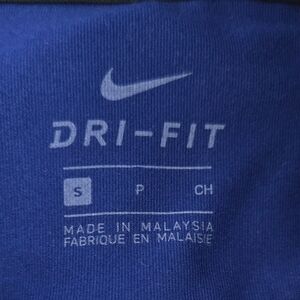 DRI-FIT
S P CH
MADE IN MALAYSIA
FABRIQUE EN MALAISIE